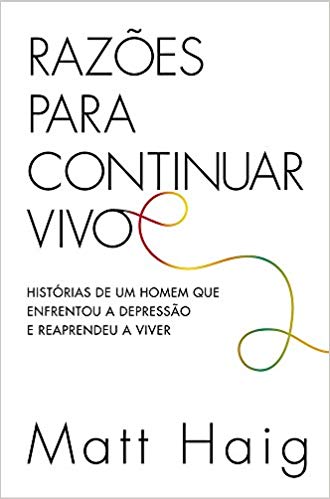 RAZÕES
PARA
CONTINUAR
VIVO
HISTÓRIAS DE UM HOMEM QUE
ENFRENTOU A DEPRESSÃO
E REAPRENDEU A VIVER
Matt Haig